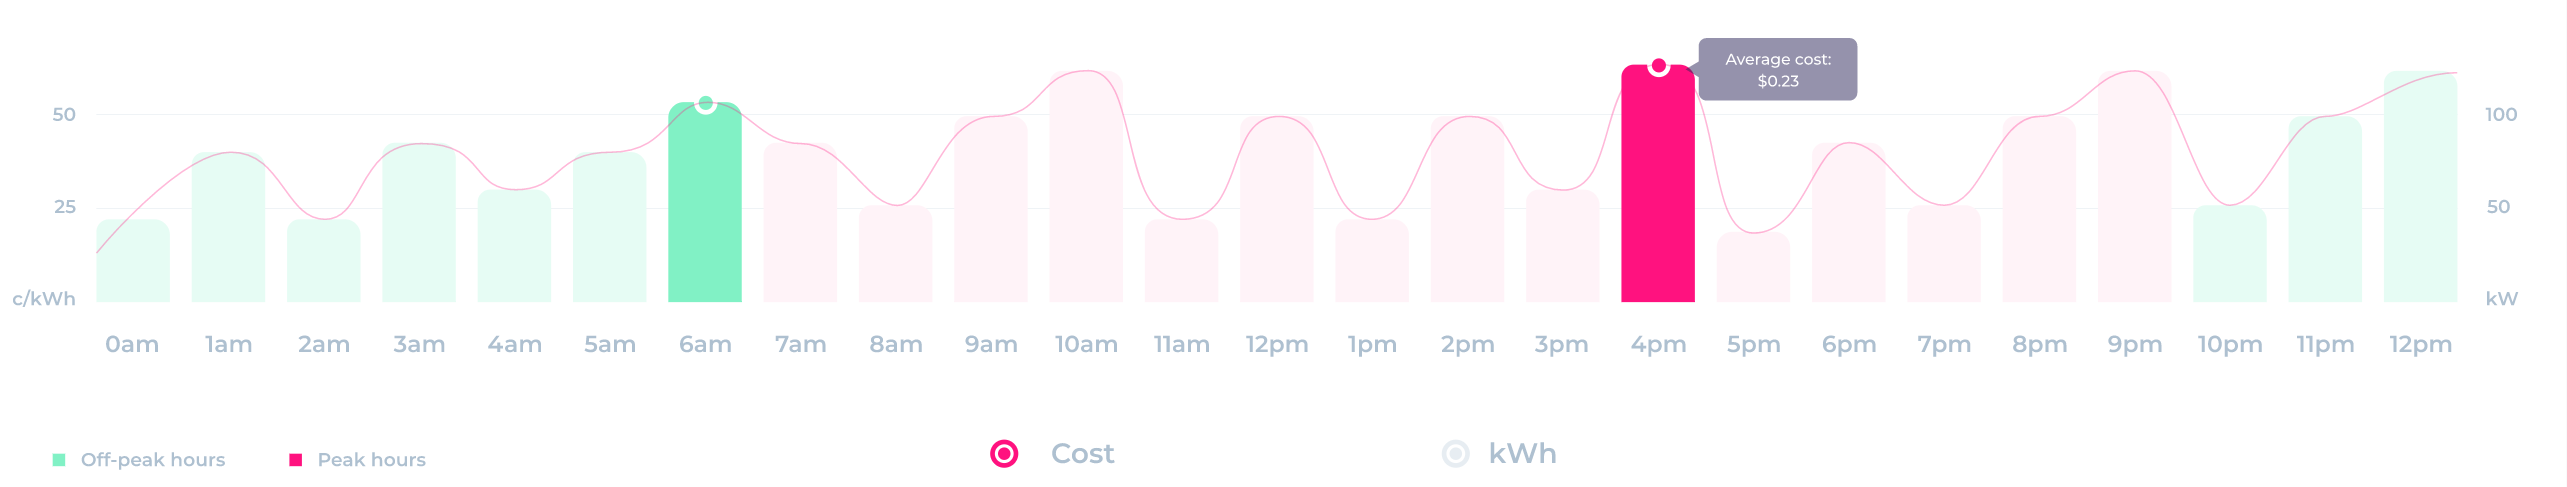 Average cost:
$0.23
50
100
25
50
c/kWh
kW
0am 1am 2am 3am 4am 5am 6am 7am 8am 9am 10am 11am 12pm 1pm 2pm 3pm 4pm 5pm 6pm 7pm 8pm 9pm 10pm 11pm 12pm
Cost
kWh
Off-peak hours
Peak hours